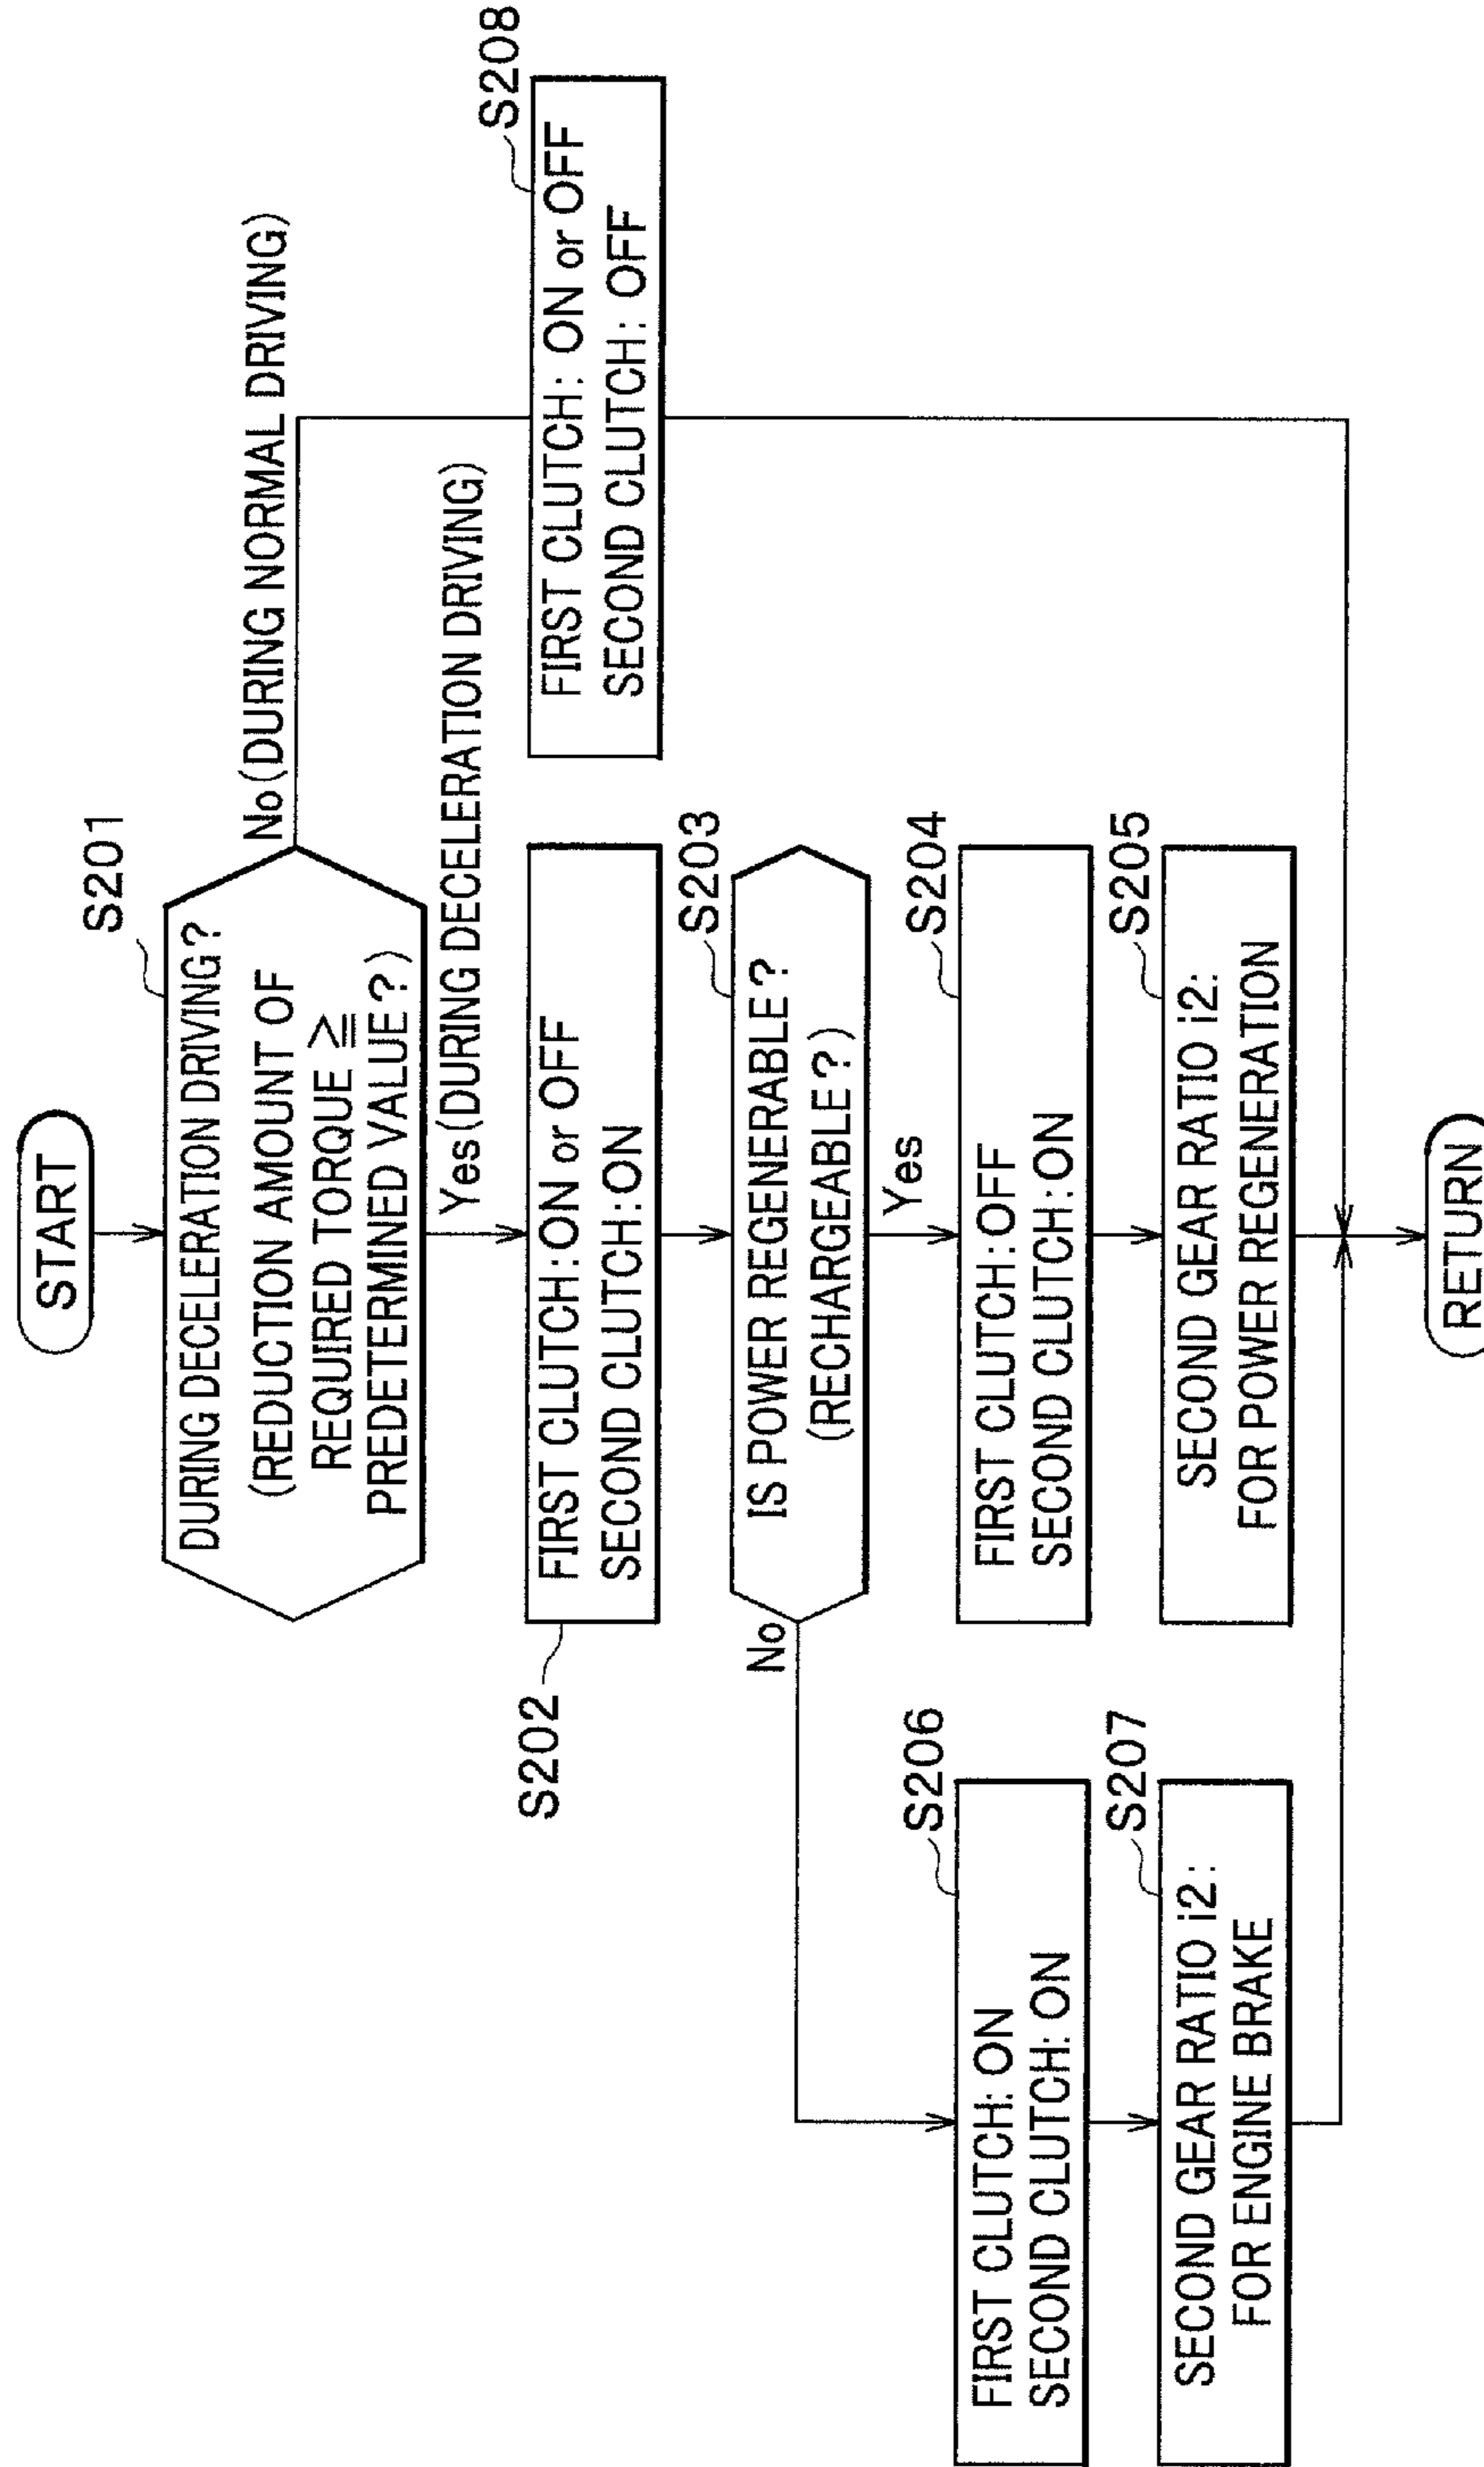 START
S201
DURING DECELERATION DRIVING?
(REDUCTION AMOUNT OF
REQUIRED TORQUE ≧
PREDETERMINED VALUE?)
No(DURING NORMAL DRIVING)
Yes(DURING DECELERATION DRIVING)
S202
FIRST CLUTCH:ON or OFF
SECOND CLUTCH:ON
S208
FIRST CLUTCH: ON or OFF
SECOND CLUTCH: OFF
S203
IS POWER REGENERABLE?
(RECHARGEABLE?)
No
Yes
S204
FIRST CLUTCH:OFF
SECOND CLUTCH:ON
S205
SECOND GEAR RATIO i2:
FOR POWER REGENERATION
S206
FIRST CLUTCH: ON
SECOND CLUTCH: ON
S207
SECOND GEAR RATIO i2:
FOR ENGINE BRAKE
RETURN